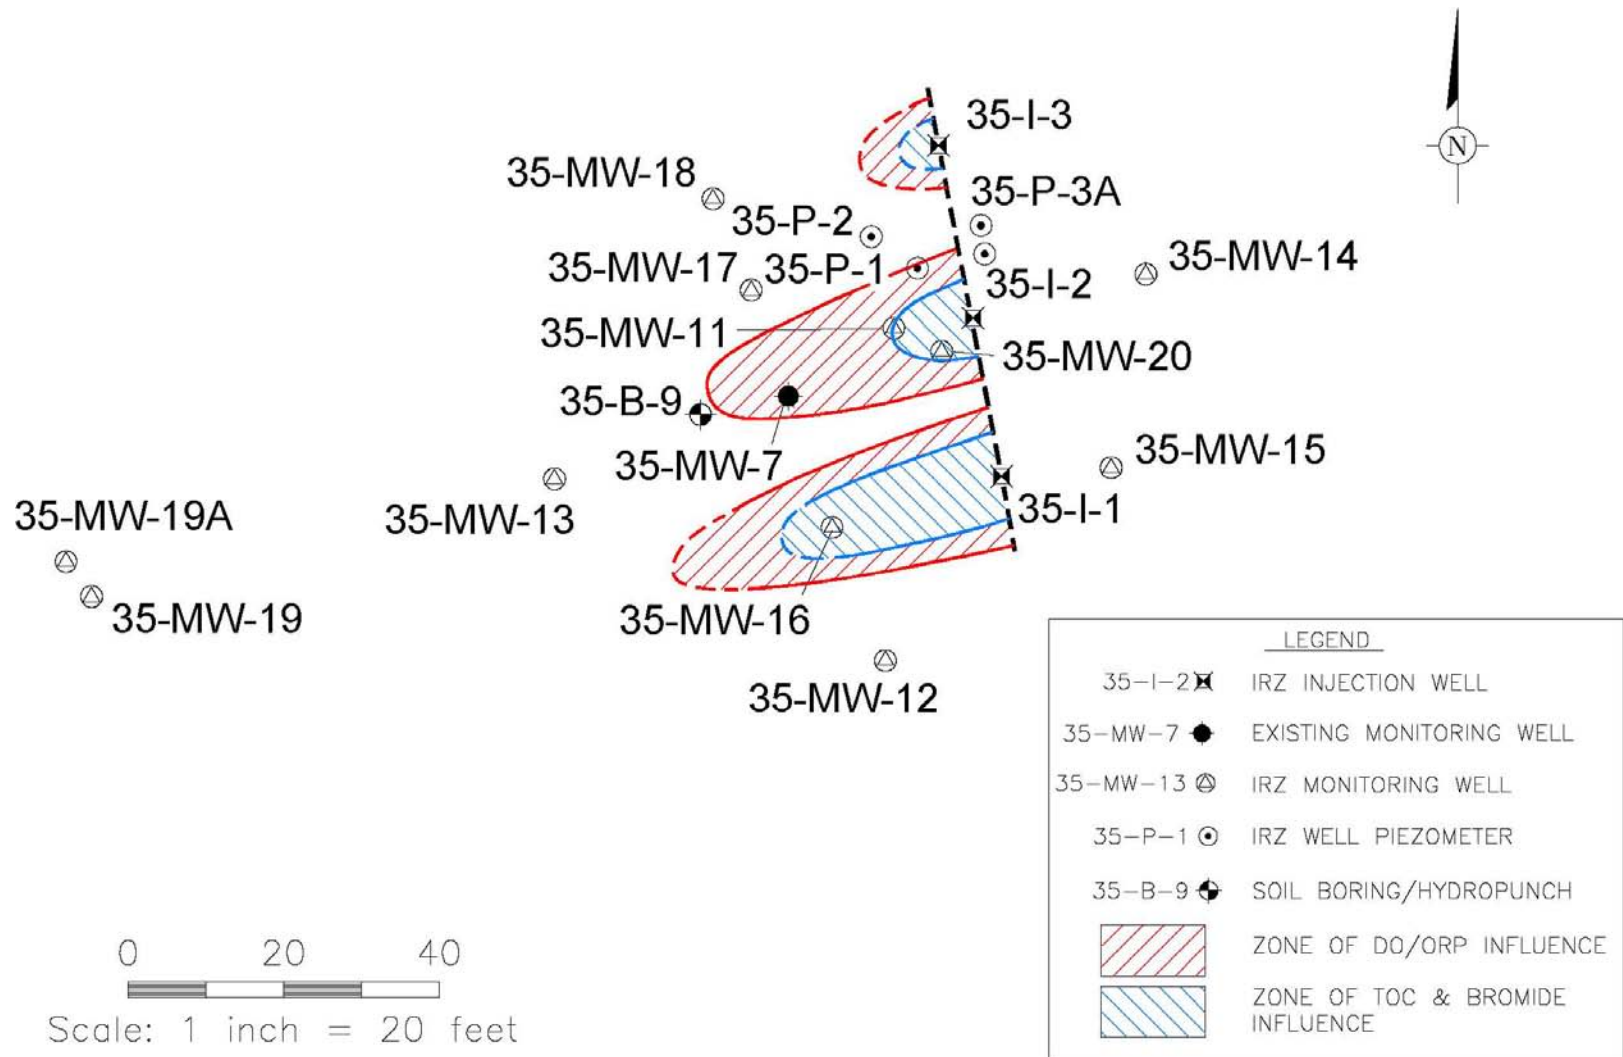 35-I-3
N
35-MW-18
35-P-3A
35-P-2
35-MW-17
35-P-1
35-MW-14
35-I-2
35-MW-11
35-MW-20
35-B-9
35-MW-7
35-MW-15
35-MW-19A
35-MW-13
35-I-1
35-MW-19
35-MW-16
35-MW-12
LEGEND
35-I-2 IRZ INJECTION WELL
35-MW-7 EXISTING MONITORING WELL
35-MW-13 IRZ MONITORING WELL
35-P-1 IRZ WELL PIEZOMETER
35-B-9 SOIL BORING/HYDROPUNCH
ZONE OF DO/ORP INFLUENCE
ZONE OF TOC & BROMIDE
INFLUENCE
0 20 40
Scale: 1 inch = 20 feet